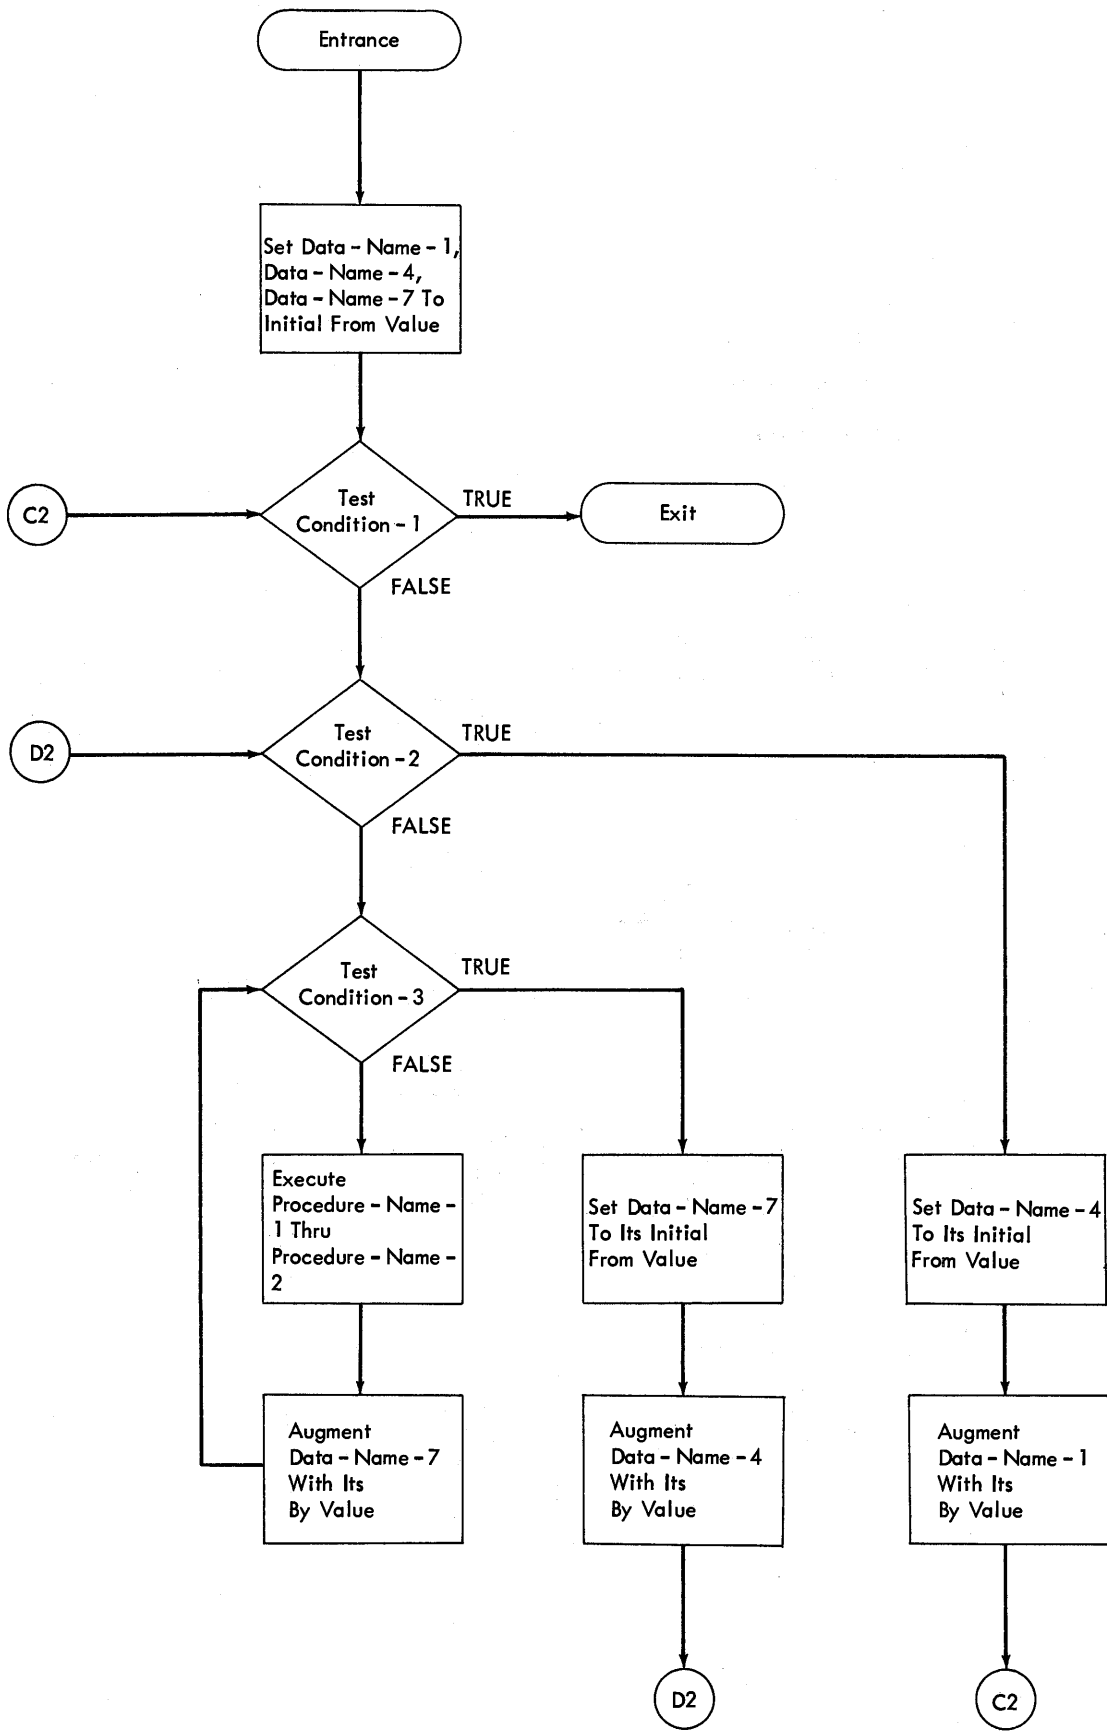 Entrance
Set Data - Name - 1,
Data - Name - 4,
Data - Name - 7 To
Initial From Value
C2
Test
Condition - 1
TRUE
Exit
FALSE
D2
Test
Condition - 2
TRUE
FALSE
Test
Condition - 3
TRUE
FALSE
Execute
Procedure - Name -
1 Thru
Procedure - Name -
2
Set Data - Name - 7
To Its Initial
From Value
Set Data - Name - 4
To Its Initial
From Value
Augment
Data - Name - 7
With Its
By Value
Augment
Data - Name - 4
With Its
By Value
Augment
Data - Name - 1
With Its
By Value
D2
C2